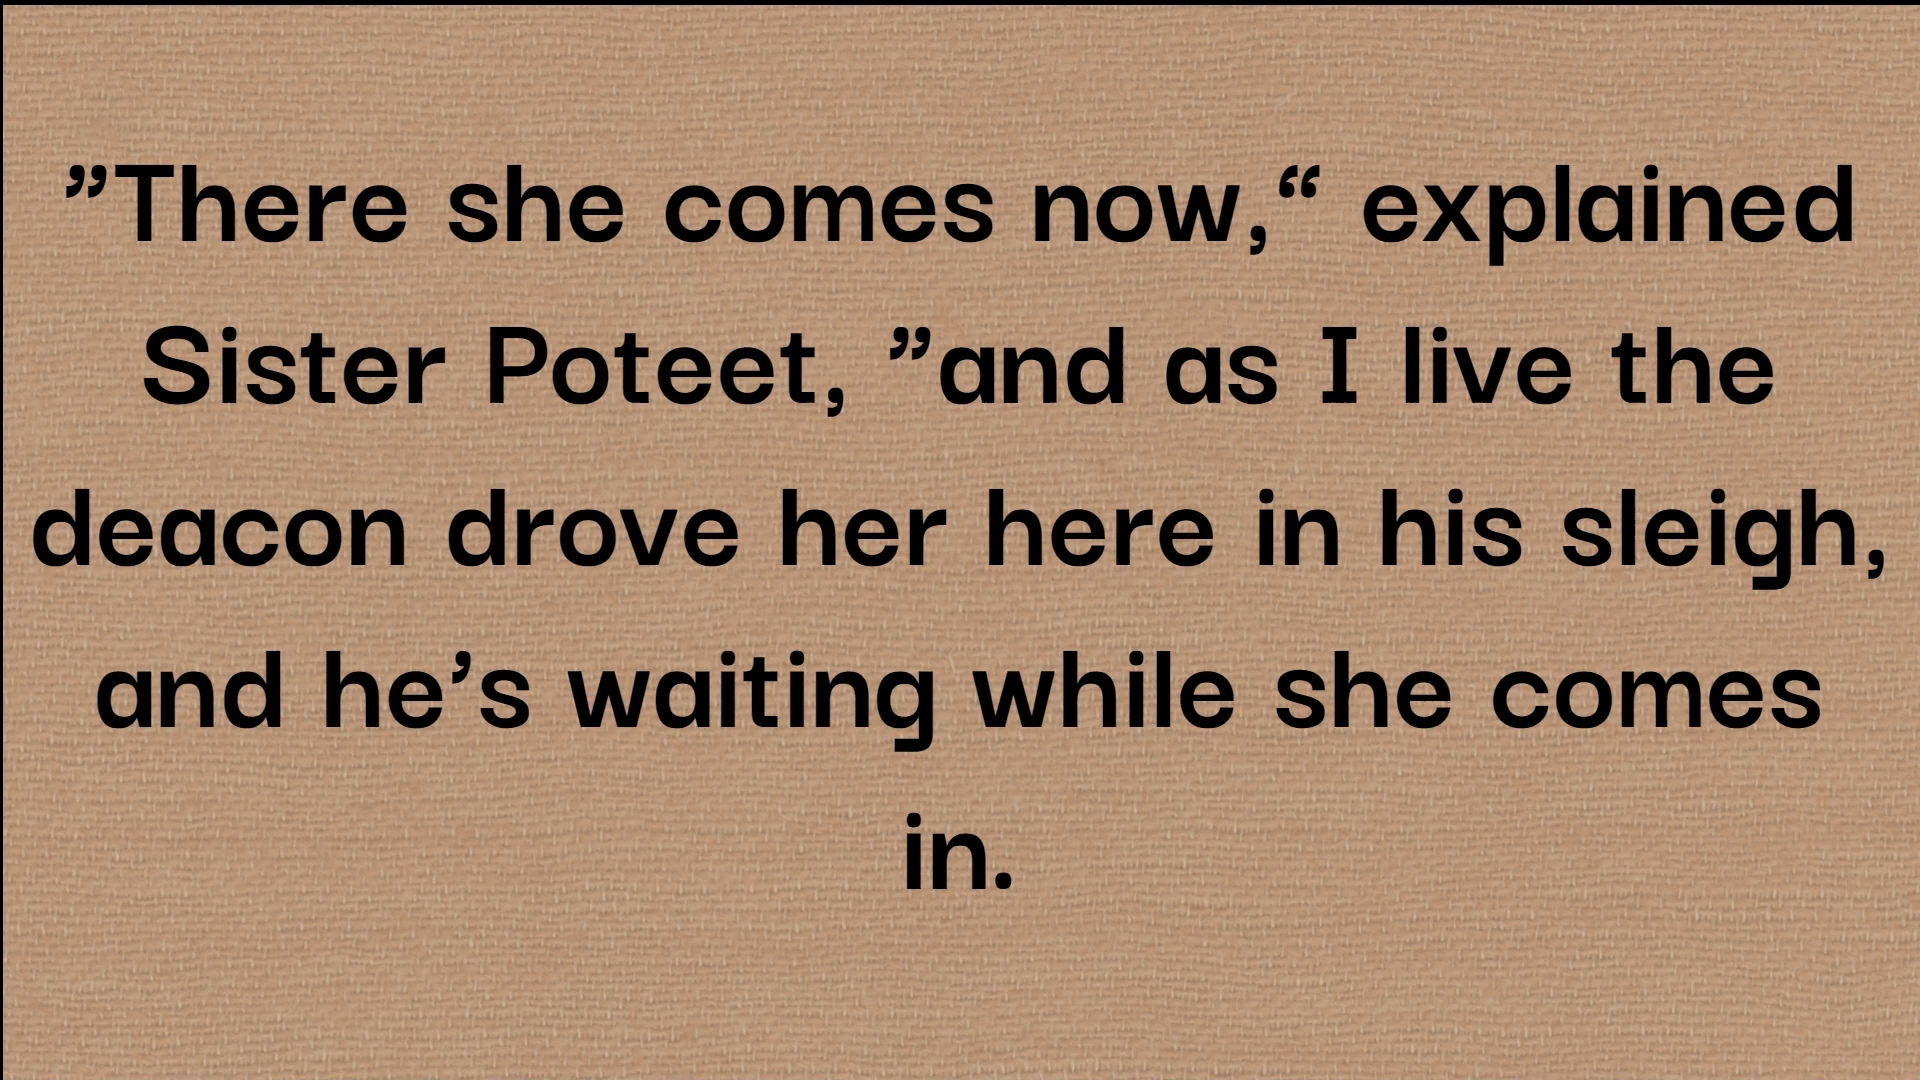 ”There she comes now,“ explained
Sister Poteet, ”and as I live the
deacon drove her here in his sleigh,
and he’s waiting while she comes
in.